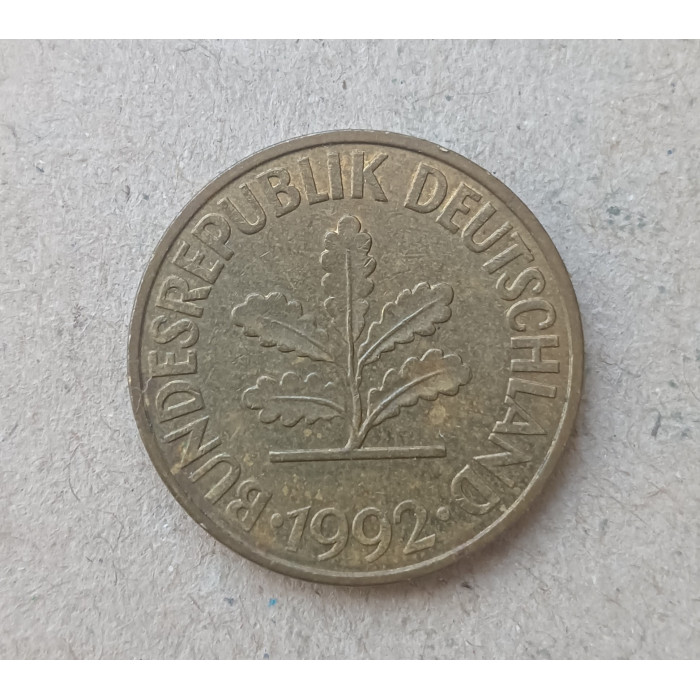 BUNDESREPUBLIK DEUTSCHLAND
· 1992 ·